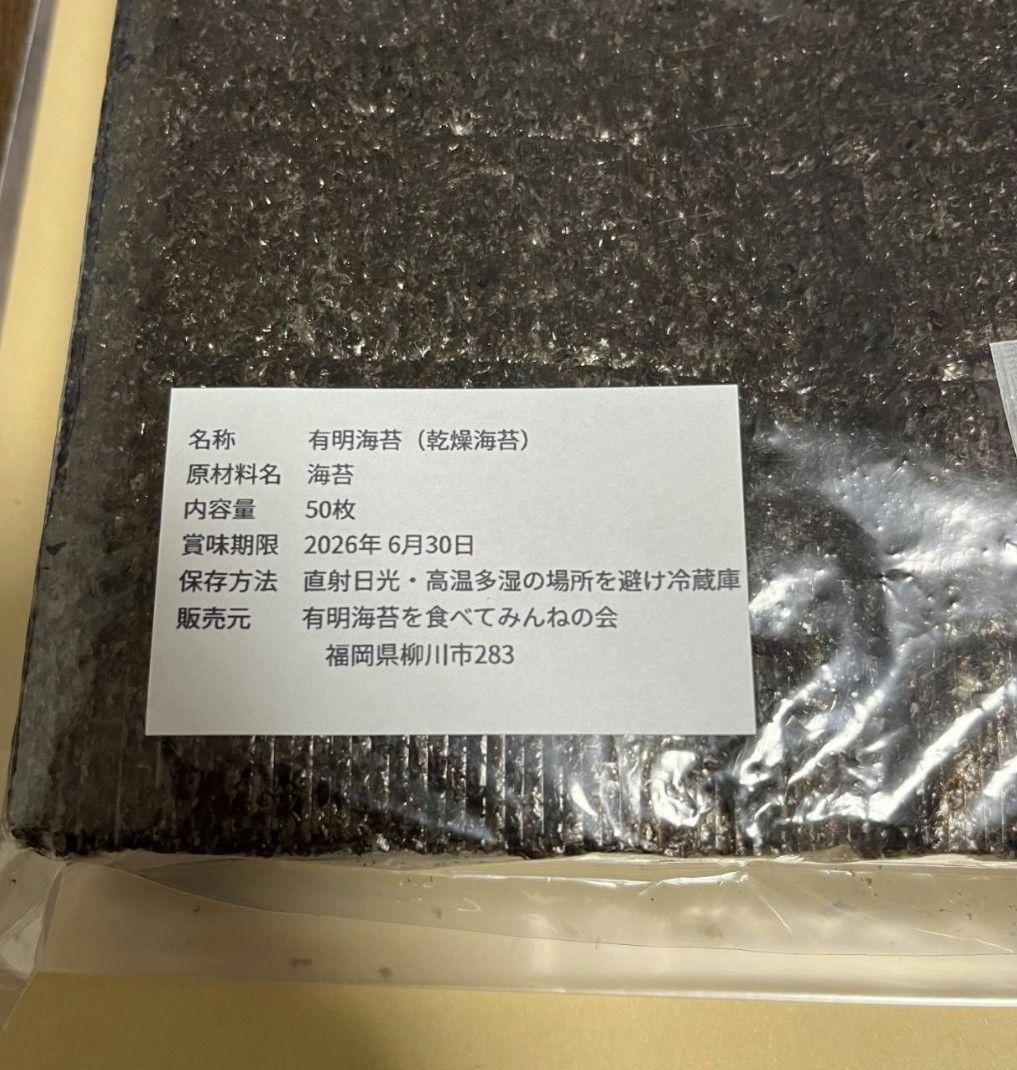 名称　有明海苔（乾燥海苔）
原材料名　海苔
内容量　50枚
賞味期限　2026年 6月30日
保存方法　直射日光・高温多湿の場所を避け冷蔵庫
販売元　有明海苔を食べてみんねの会
福岡県柳川市283